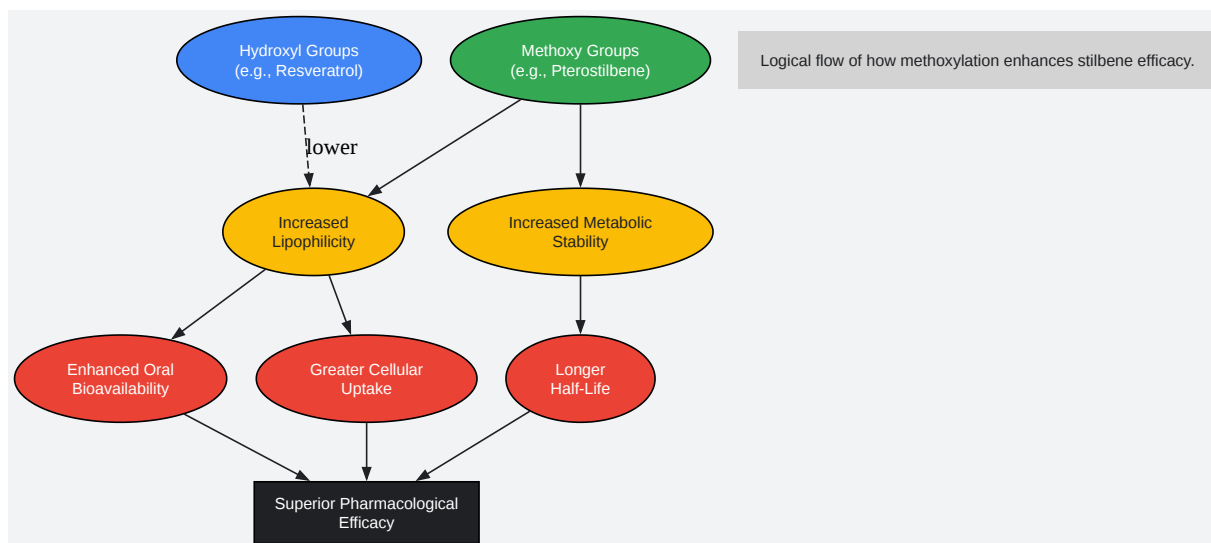 Hydroxyl Groups
(e.g., Resveratrol)
Methoxy Groups
(e.g., Pterostilbene)
Logical flow of how methoxylation enhances stilbene efficacy.
lower
Increased
Lipophilicity
Increased Metabolic
Stability
Enhanced Oral
Bioavailability
Greater Cellular
Uptake
Longer
Half-Life
Superior Pharmacological
Efficacy